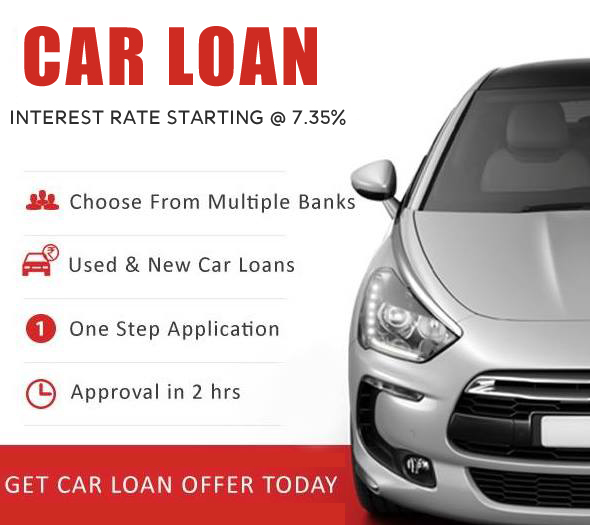 CAR LOAN
INTEREST RATE STARTING @ 7.35%
Choose From Multiple Banks
₹
Used & New Car Loans
1
One Step Application
Approval in 2 hrs
GET CAR LOAN OFFER TODAY